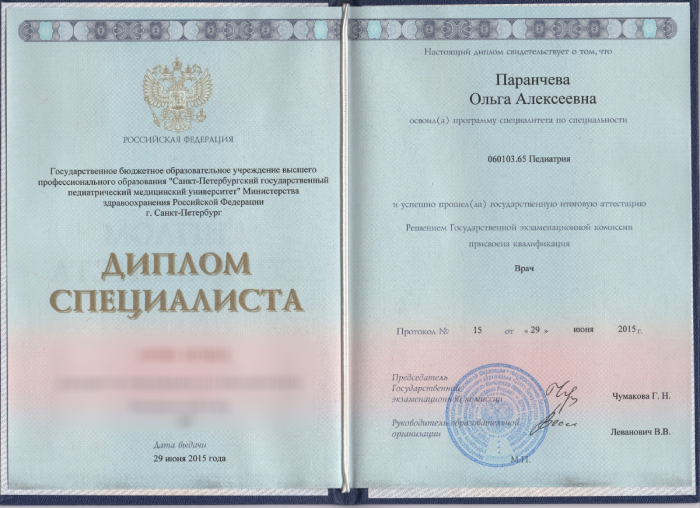 РОССИЙСКАЯ ФЕДЕРАЦИЯ
Государственное бюджетное образовательное учреждение высшего
профессионального образования "Санкт-Петербургский государственный
педиатрический медицинский университет" Министерства
здравоохранения Российской Федерации
г. Санкт-Петербург
ДИПЛОМ
СПЕЦИАЛИСТА
Дата выдачи
29 июня 2015 года
Настоящий диплом свидетельствует о том, что
Паранчева
Ольга Алексеевна
освоил(а) программу специалитета по специальности
060103.65 Педиатрия
и успешно прошел(ла) государственную итоговую аттестацию
Решением Государственной экзаменационной комиссии
присвоена квалификация
Врач
Протокол № 15 от « 29 » июня 2015 г.
Председатель
Государственной
экзаменационной комиссии
Чумакова Г. Н.
Руководитель образовательной
организации
Леванович В.В.
М.П.